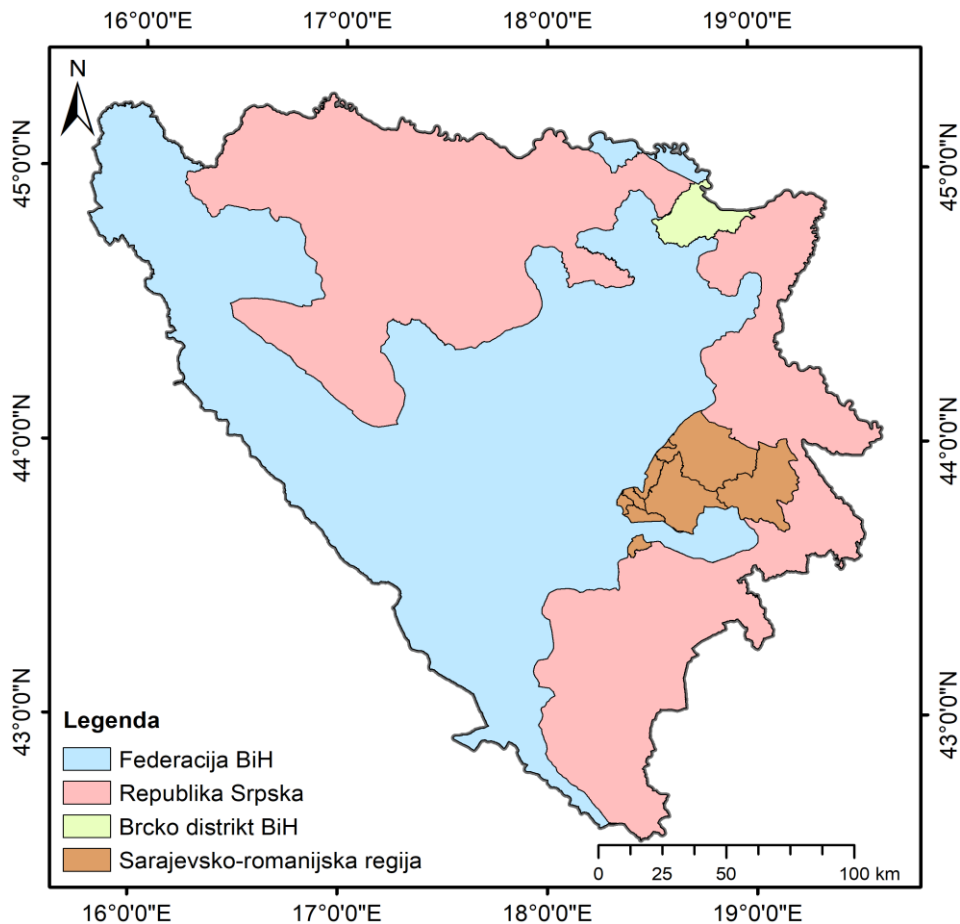 16°0'0"E 17°0'0"E 18°0'0"E 19°0'0"E
N
45°0'0"N 45°0'0"N
44°0'0"N 44°0'0"N
43°0'0"N 43°0'0"N
Legenda
Federacija BiH
Republika Srpska
Brcko distrikt BiH
Sarajevsko-romanijska regija
0 25 50 100 km
16°0'0"E 17°0'0"E 18°0'0"E 19°0'0"E